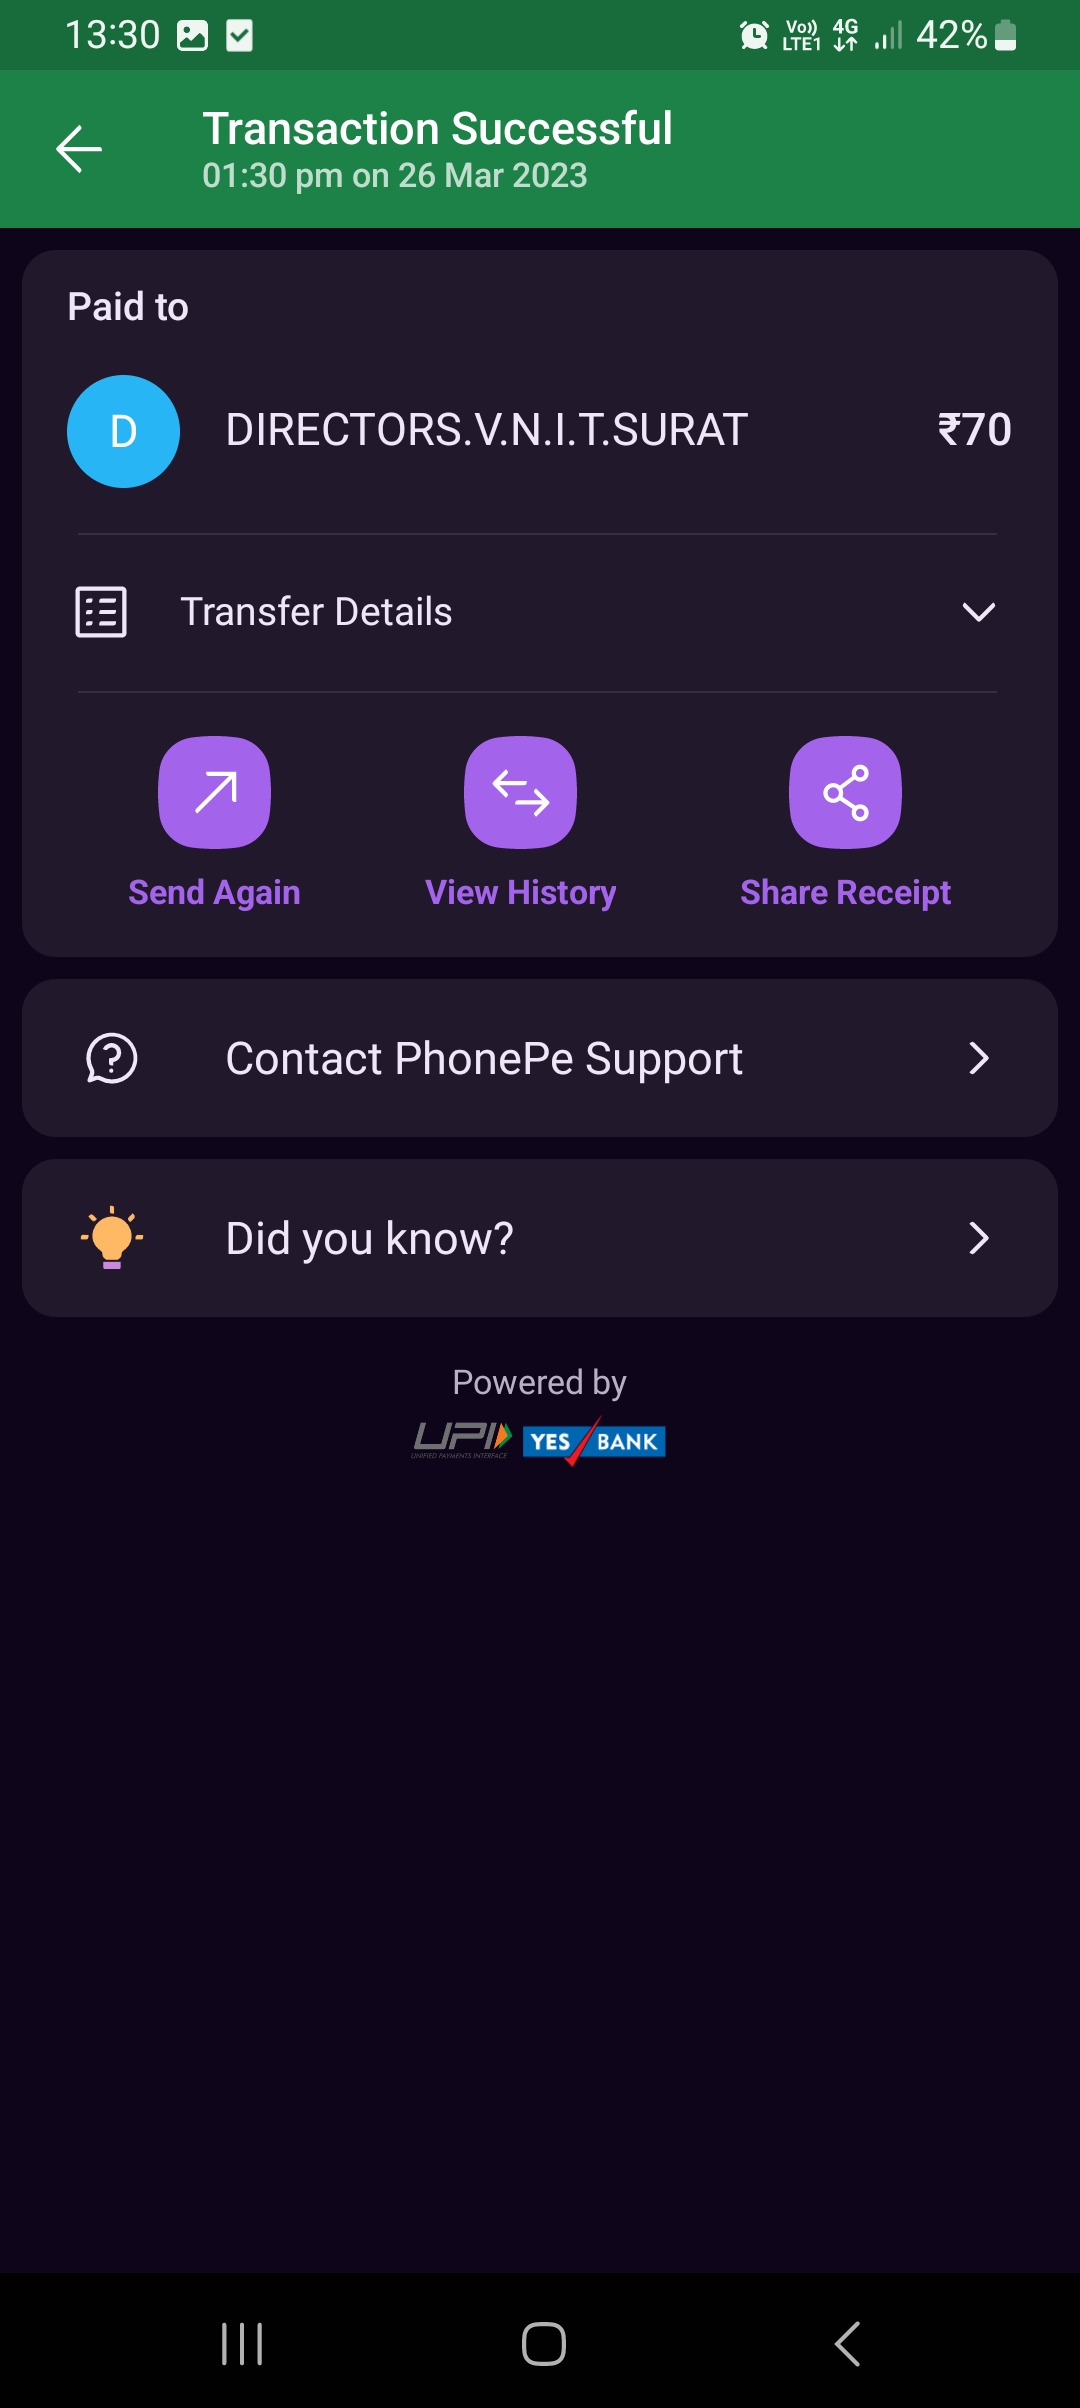 13:30 Vo)) LTE1 4G 42%
Transaction Successful
01:30 pm on 26 Mar 2023
Paid to
D DIRECTORS.V.N.I.T.SURAT ₹70
Transfer Details
Send Again View History Share Receipt
Contact PhonePe Support
Did you know?
Powered by
UPI YES BANK
UNIFIED PAYMENTS INTERFACE